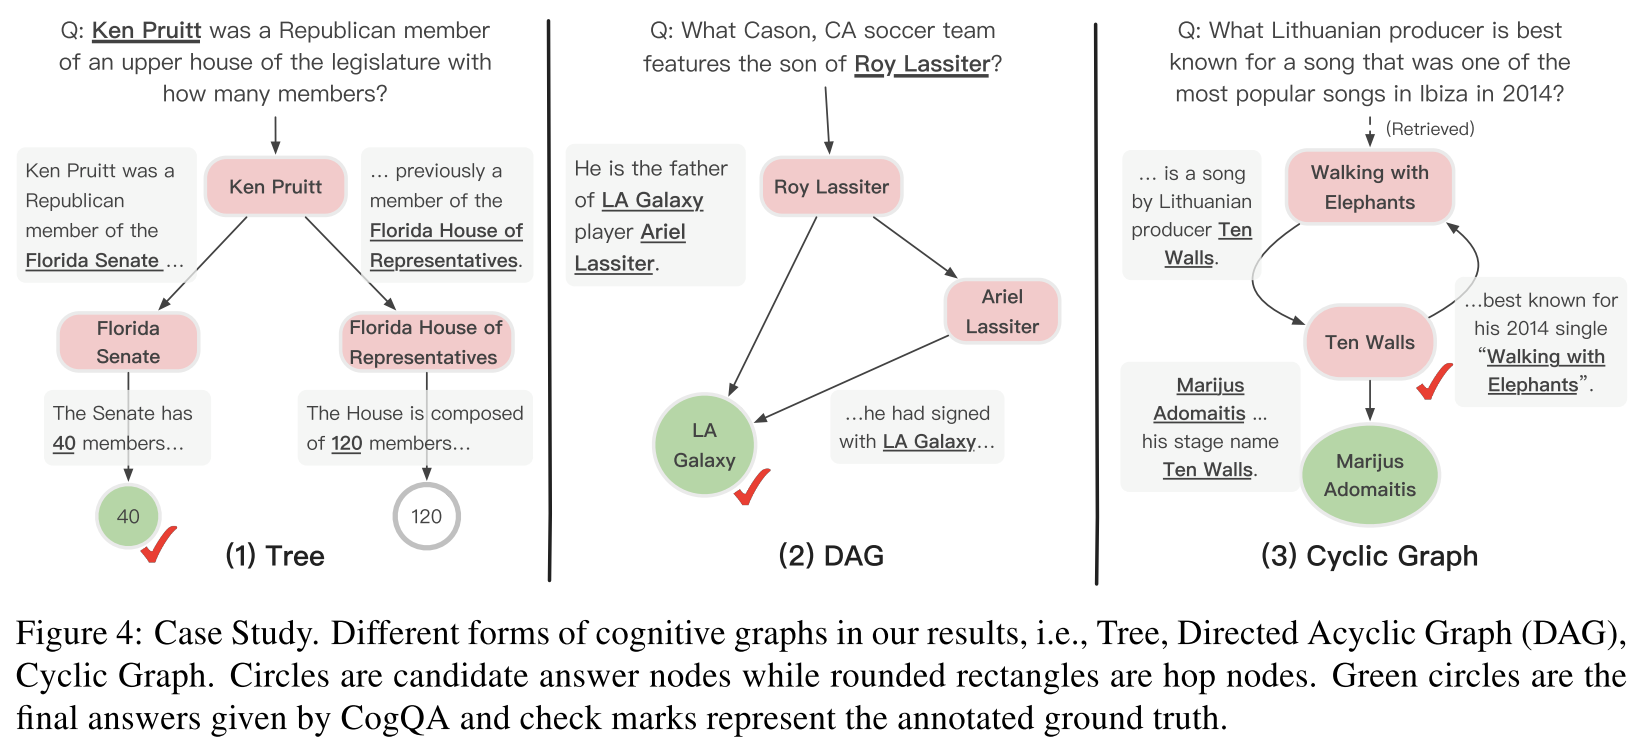 Q: Ken Pruitt was a Republican member
of an upper house of the legislature with
how many members?
Ken Pruitt was a
Republican
member of the
Florida Senate ...
Ken Pruitt
... previously a
member of the
Florida House of
Representatives.
Florida
Senate
Florida House of
Representatives
The Senate has
40 members...
The House is composed
of 120 members...
40
120
(1) Tree
Q: What Cason, CA soccer team
features the son of Roy Lassiter?
He is the father
of LA Galaxy
player Ariel
Lassiter.
Roy Lassiter
Ariel
Lassiter
LA
Galaxy
...he had signed
with LA Galaxy...
(2) DAG
Q: What Lithuanian producer is best
known for a song that was one of the
most popular songs in Ibiza in 2014?
(Retrieved)
... is a song
by Lithuanian
producer Ten
Walls.
Walking with
Elephants
Ten Walls
...best known for
his 2014 single
“Walking with
Elephants”.
Marijus
Adomaitis ...
his stage name
Ten Walls.
Marijus
Adomaitis
(3) Cyclic Graph
Figure 4: Case Study. Different forms of cognitive graphs in our results, i.e., Tree, Directed Acyclic Graph (DAG),
Cyclic Graph. Circles are candidate answer nodes while rounded rectangles are hop nodes. Green circles are the
final answers given by CogQA and check marks represent the annotated ground truth.